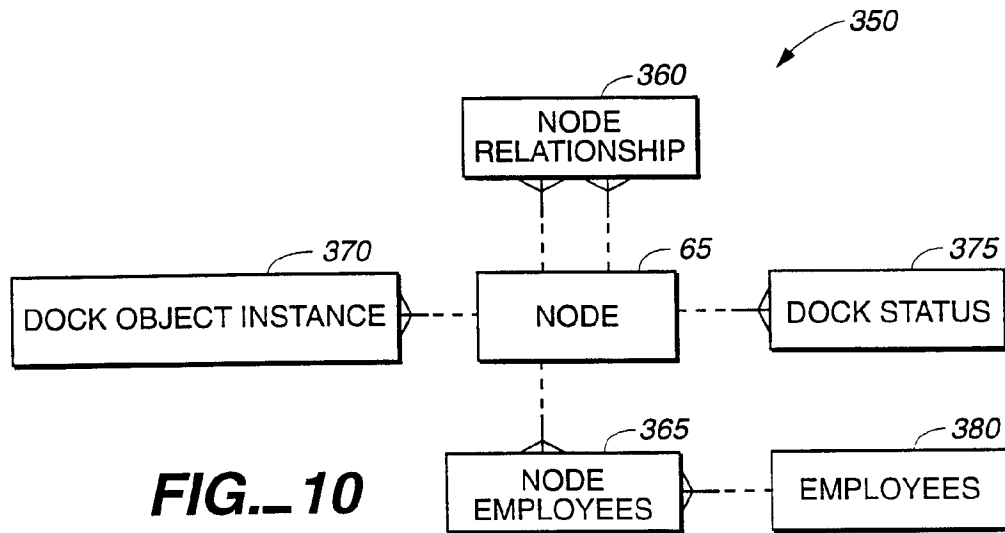 350
360
NODE
RELATIONSHIP
370
65
375
DOCK OBJECT INSTANCE
NODE
DOCK STATUS
365
380
NODE
EMPLOYEES
EMPLOYEES
FIG._10